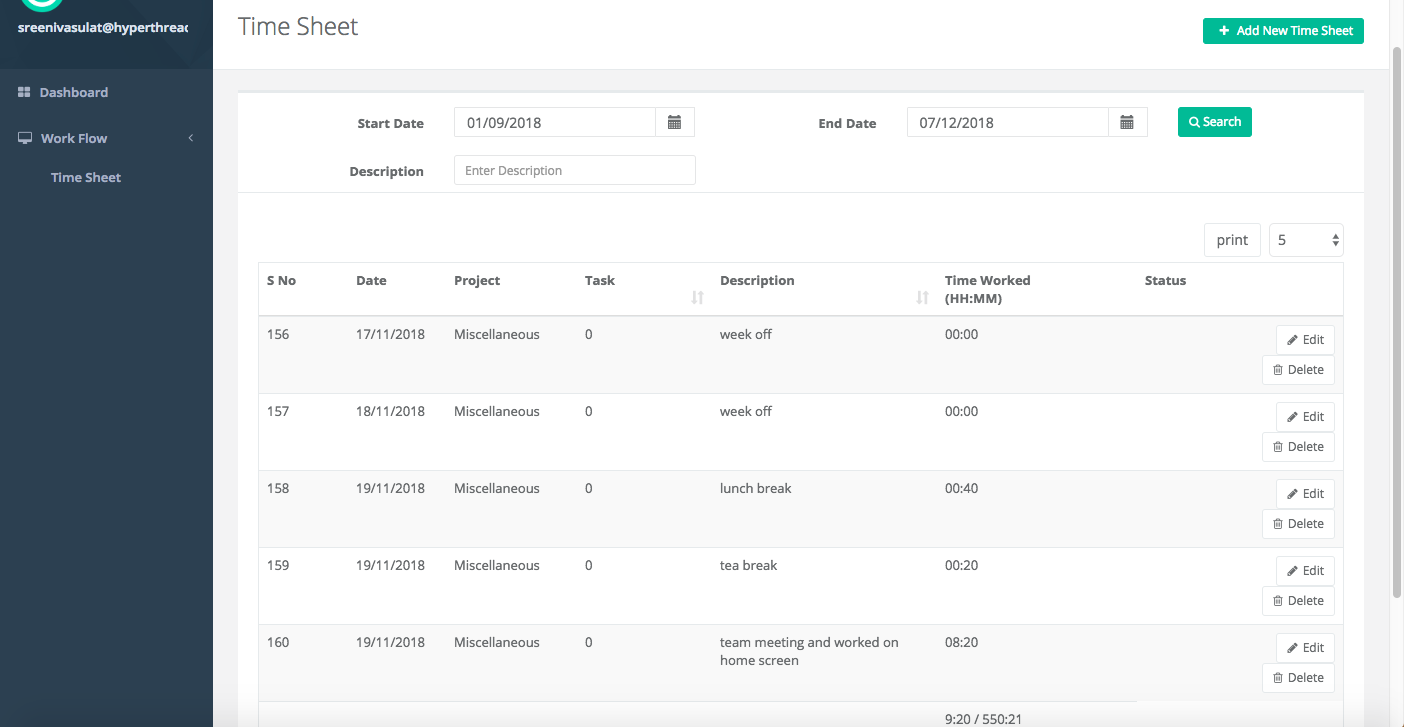 sreenivasulat@hyperthread
Time Sheet
+ Add New Time Sheet
Dashboard
Work Flow
Time Sheet
Start Date 01/09/2018 End Date 07/12/2018 Search
Description Enter Description
print 5
S No Date Project Task Description Time Worked (HH:MM) Status
156 17/11/2018 Miscellaneous 0 week off 00:00 Edit
Delete
157 18/11/2018 Miscellaneous 0 week off 00:00 Edit
Delete
158 19/11/2018 Miscellaneous 0 lunch break 00:40 Edit
Delete
159 19/11/2018 Miscellaneous 0 tea break 00:20 Edit
Delete
160 19/11/2018 Miscellaneous 0 team meeting and worked on 08:20 Edit
home screen Delete
9:20 / 550:21